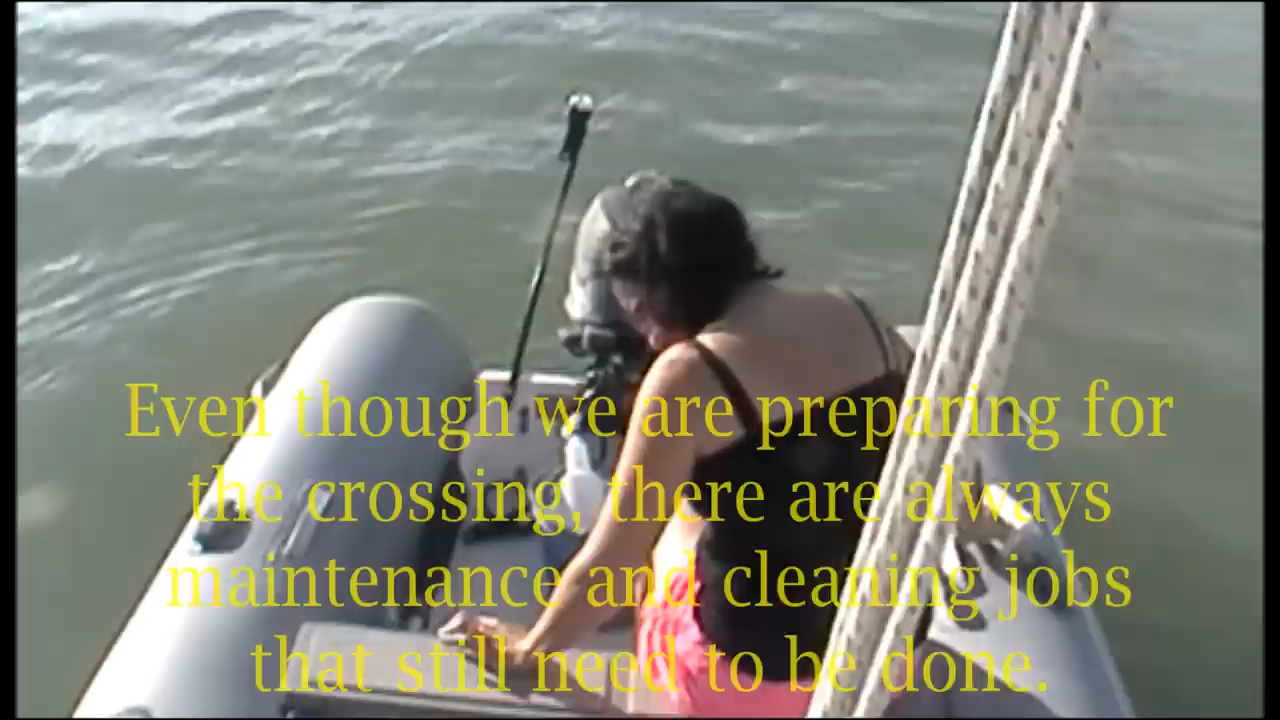 Even though we are preparing for
the crossing, there are always
maintenance and cleaning jobs
that still need to be done.